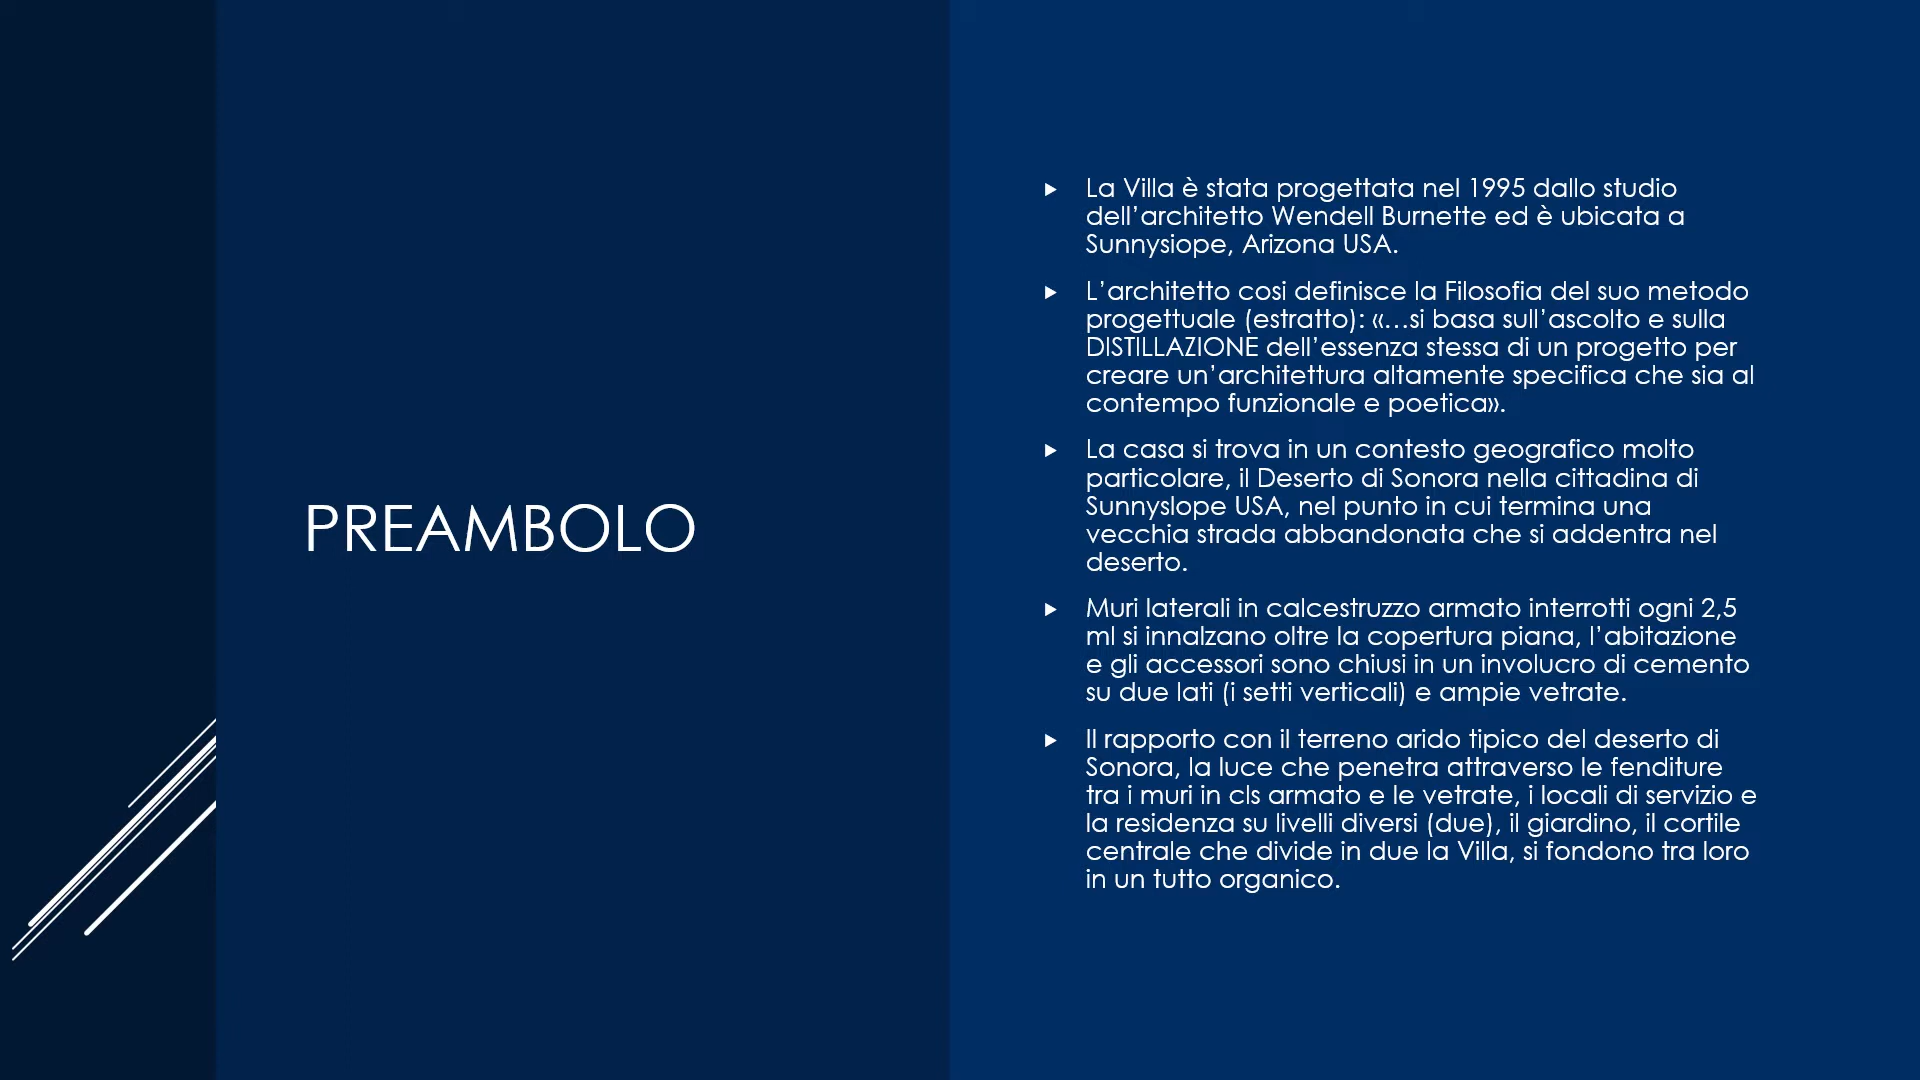 PREAMBOLO
La Villa è stata progettata nel 1995 dallo studio
dell’architetto Wendell Burnette ed è ubicata a
Sunnysiope, Arizona USA.
L’architetto cosi definisce la Filosofia del suo metodo
progettuale (estratto): «…si basa sull’ascolto e sulla
DISTILLAZIONE dell’essenza stessa di un progetto per
creare un’architettura altamente specifica che sia al
contempo funzionale e poetica».
La casa si trova in un contesto geografico molto
particolare, il Deserto di Sonora nella cittadina di
Sunnyslope USA, nel punto in cui termina una
vecchia strada abbandonata che si addentra nel
deserto.
Muri laterali in calcestruzzo armato interrotti ogni 2,5
ml si innalzano oltre la copertura piana, l’abitazione
e gli accessori sono chiusi in un involucro di cemento
su due lati (i setti verticali) e ampie vetrate.
Il rapporto con il terreno arido tipico del deserto di
Sonora, la luce che penetra attraverso le fenditure
tra i muri in cls armato e le vetrate, i locali di servizio e
la residenza su livelli diversi (due), il giardino, il cortile
centrale che divide in due la Villa, si fondono tra loro
in un tutto organico.